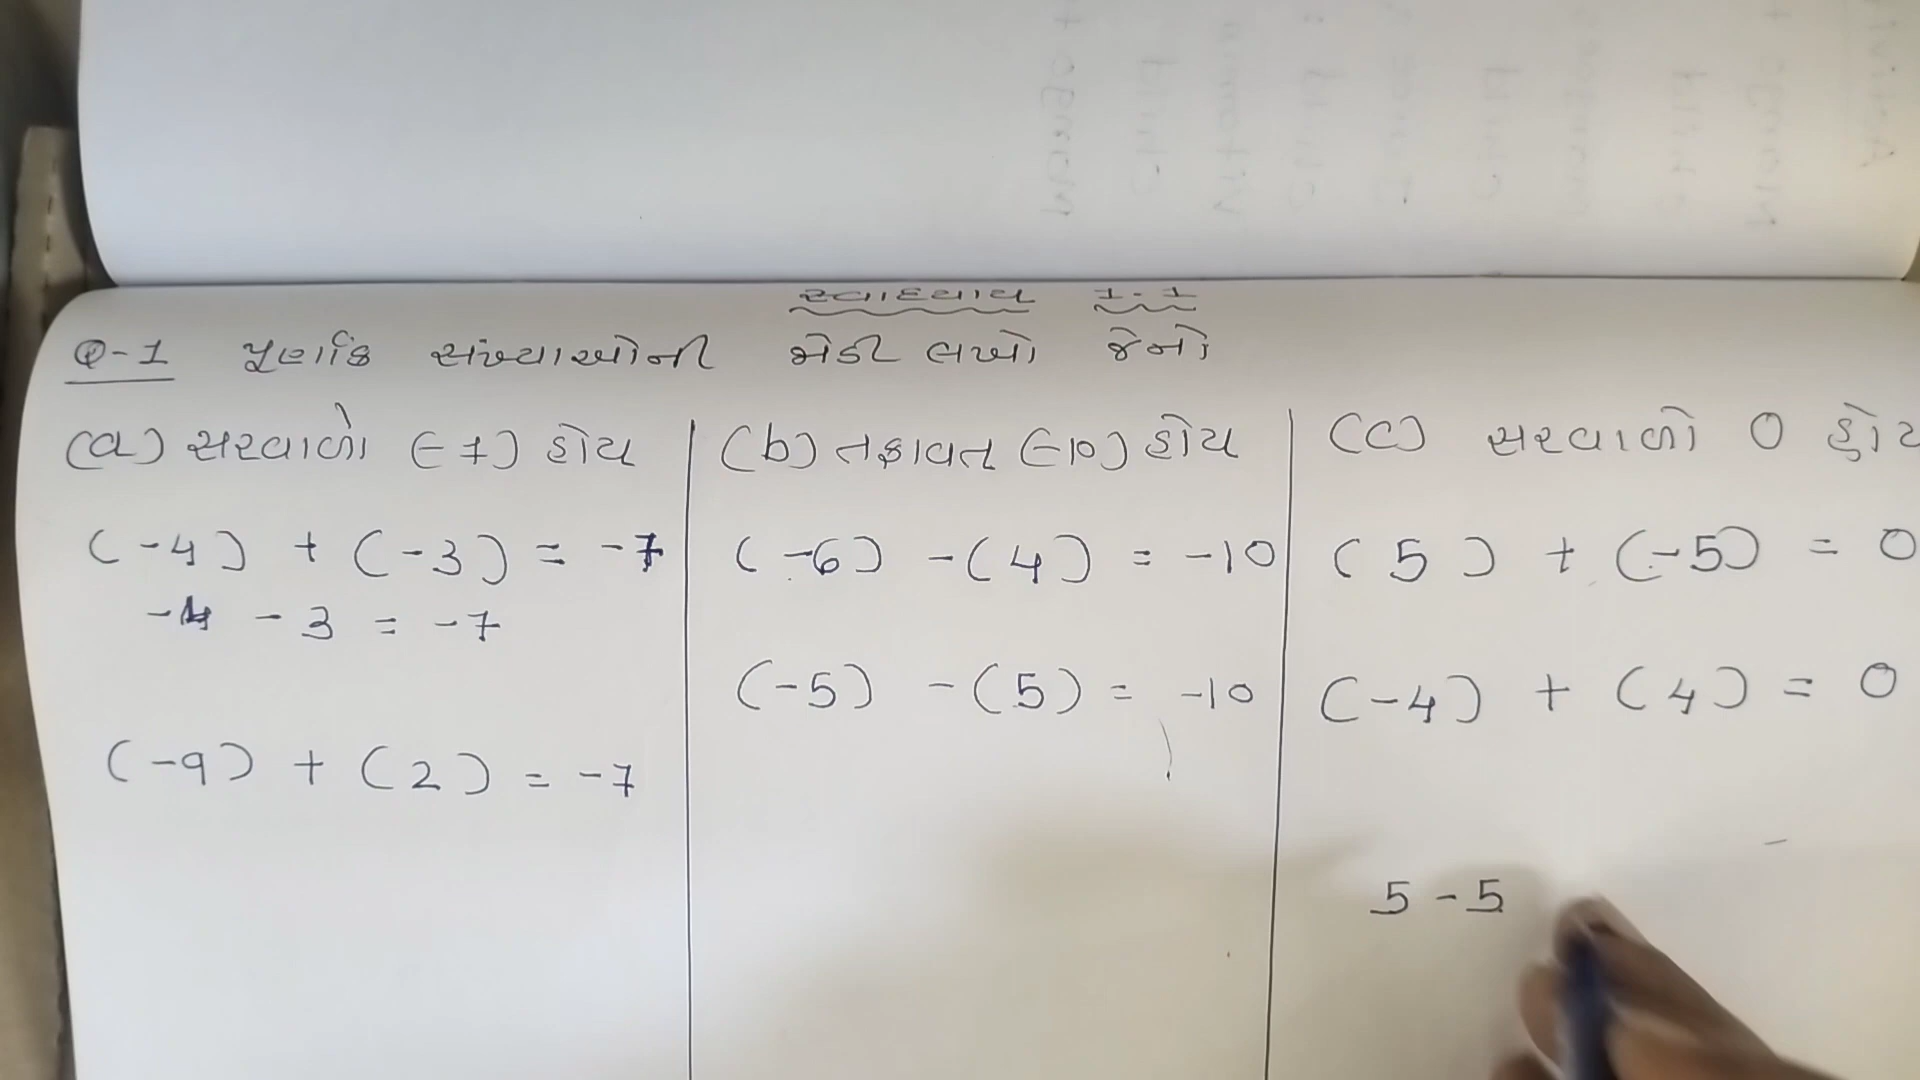 સ્વાધ્યાય 1.1
Q-1 પૂર્ણાંક સંખ્યાઓની જોડી લખો જેનો
(a) સરવાળો (-7) હોય
(-4) + (-3) = -7
-4 - 3 = -7
(-9) + (2) = -7
(b) તફાવત (-10) હોય
(-6) - (4) = -10
(-5) - (5) = -10
(c) સરવાળો 0 હોય
(5) + (-5) = 0
(-4) + (4) = 0
5 - 5